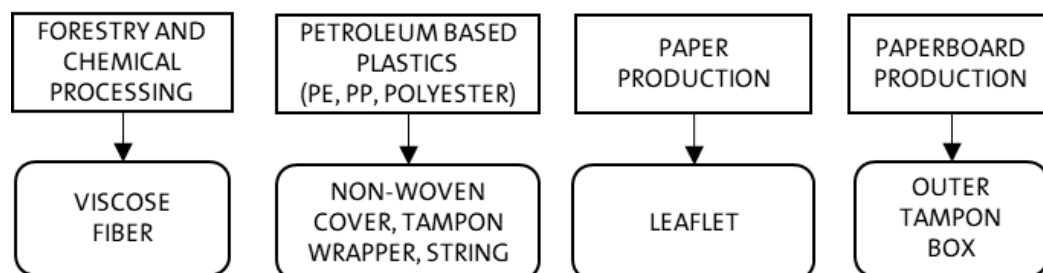 FORESTRY AND
CHEMICAL
PROCESSING
PETROLEUM BASED
PLASTICS
(PE, PP, POLYESTER)
PAPER
PRODUCTION
PAPERBOARD
PRODUCTION
VISCOSE
FIBER
NON-WOVEN
COVER, TAMPON
WRAPPER, STRING
LEAFLET
OUTER
TAMPON
BOX